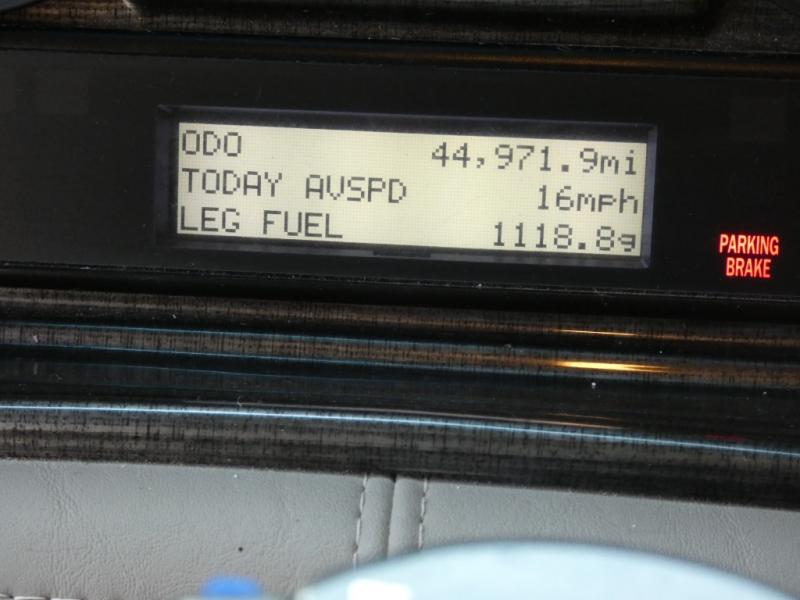 ODO 44,971.9mi
TODAY AVSPD 16mph
LEG FUEL 1118.8g
PARKING
BRAKE